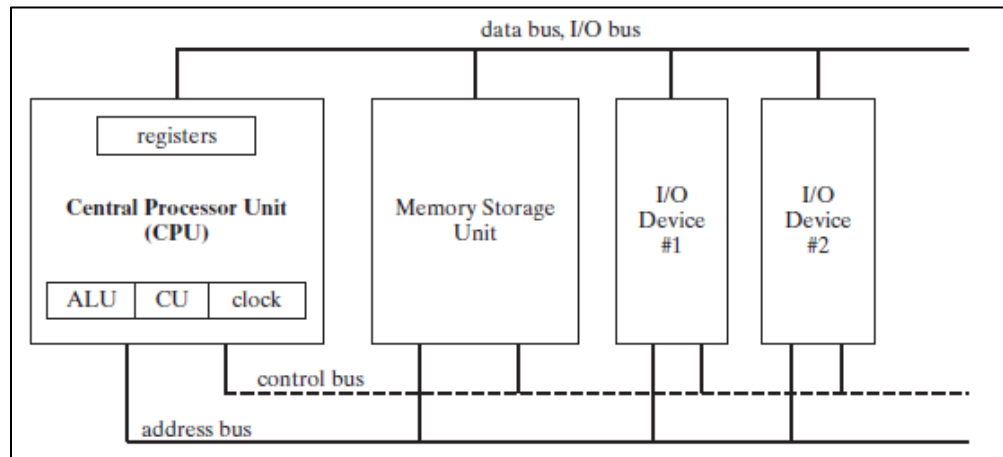 data bus, I/O bus
registers
Central Processor Unit
(CPU)
ALU CU clock
Memory Storage
Unit
I/O
Device
#1
I/O
Device
#2
control bus
address bus